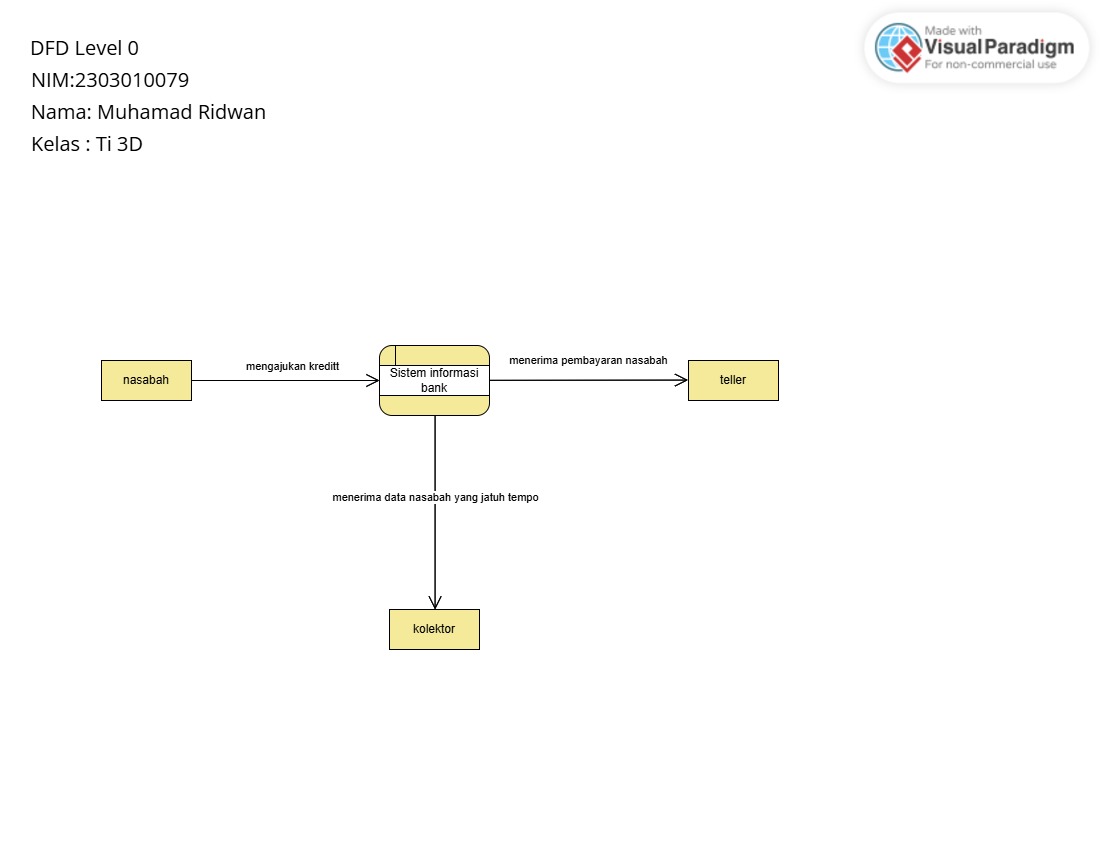 DFD Level 0
NIM:2303010079
Nama: Muhamad Ridwan
Kelas : Ti 3D
Made with
Visual Paradigm
For non-commercial use
nasabah
mengajukan kreditt
Sistem informasi
bank
menerima pembayaran nasabah
teller
menerima data nasabah yang jatuh tempo
kolektor